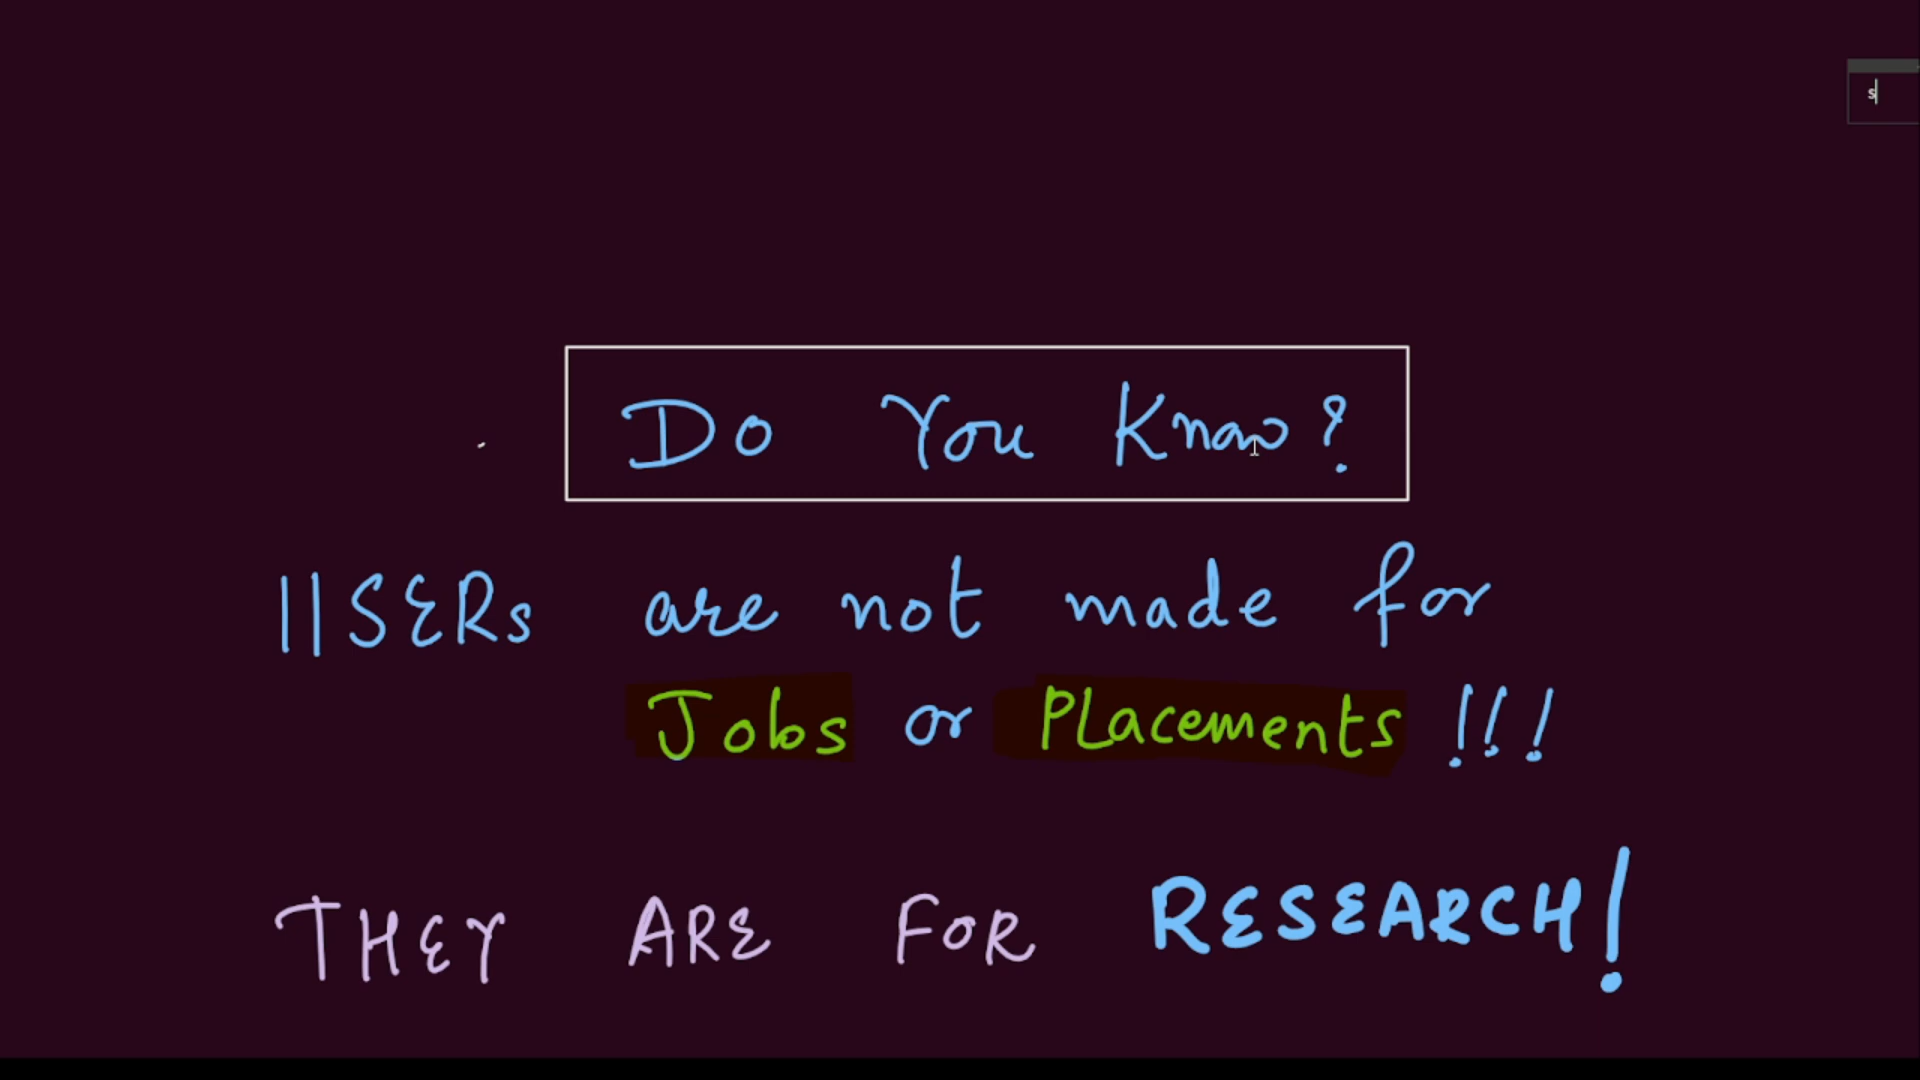 s
Do You Know?
IISERs are not made for
Jobs or PLacements !!!
THEY ARE FOR RESEARCH!